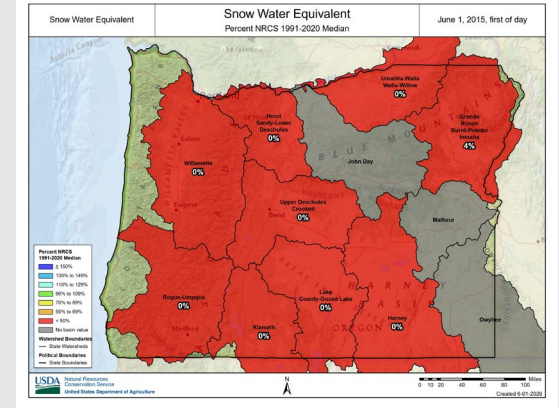 Snow Water Equivalent
Snow Water Equivalent
Percent NRCS 1991-2020 Median
June 1, 2015, first of day
Astoria Canyon
Umatilla-Walla
Walla-Willow
0%
Hood
Sandy-Lower
Deschutes
0%
Grande
Ronde
Burnt-Powder
Imnaha
4%
BLUE MOUNTAINS
John Day
Salem
Willamette
0%
Eugene
Upper Deschutes
Crooked
0%
Bend
Malheur
HARNEY
BASIN
Lake
County-Goose Lake
0%
Rogue-Umpqua
0%
Medford
Klamath
0%
Harney
0%
OREGON
Owyhee
Percent NRCS
1991-2020 Median
≥ 150%
130% to 149%
110% to 129%
90% to 109%
70% to 89%
50% to 69%
< 50%
No basin value
Watershed Boundaries
State Watersheds
Political Boundaries
State Boundaries
USDA
Natural Resources
Conservation Service
United States Department of Agriculture
N
0 10 20 40 60 80 100
Miles
Created 6-01-2026